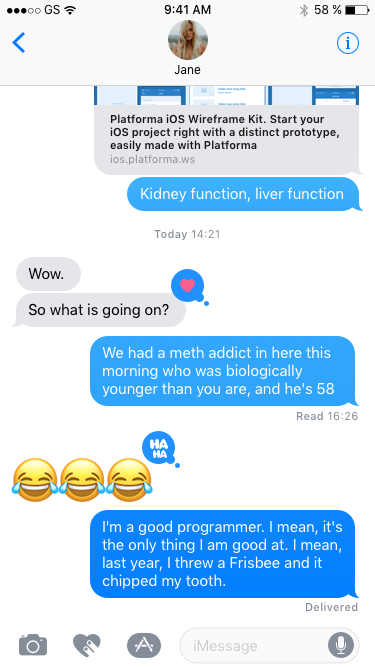 GS 9:41 AM 58 %
Jane
Platforma iOS Wireframe Kit. Start your
iOS project right with a distinct prototype,
easily made with Platforma
ios.platforma.ws
Kidney function, liver function
Today 14:21
Wow.
So what is going on?
We had a meth addict in here this
morning who was biologically
younger than you are, and he's 58
Read 16:26
HA
HA
I'm a good programmer. I mean, it's
the only thing I am good at. I mean,
last year, I threw a Frisbee and it
chipped my tooth.
Delivered
iMessage